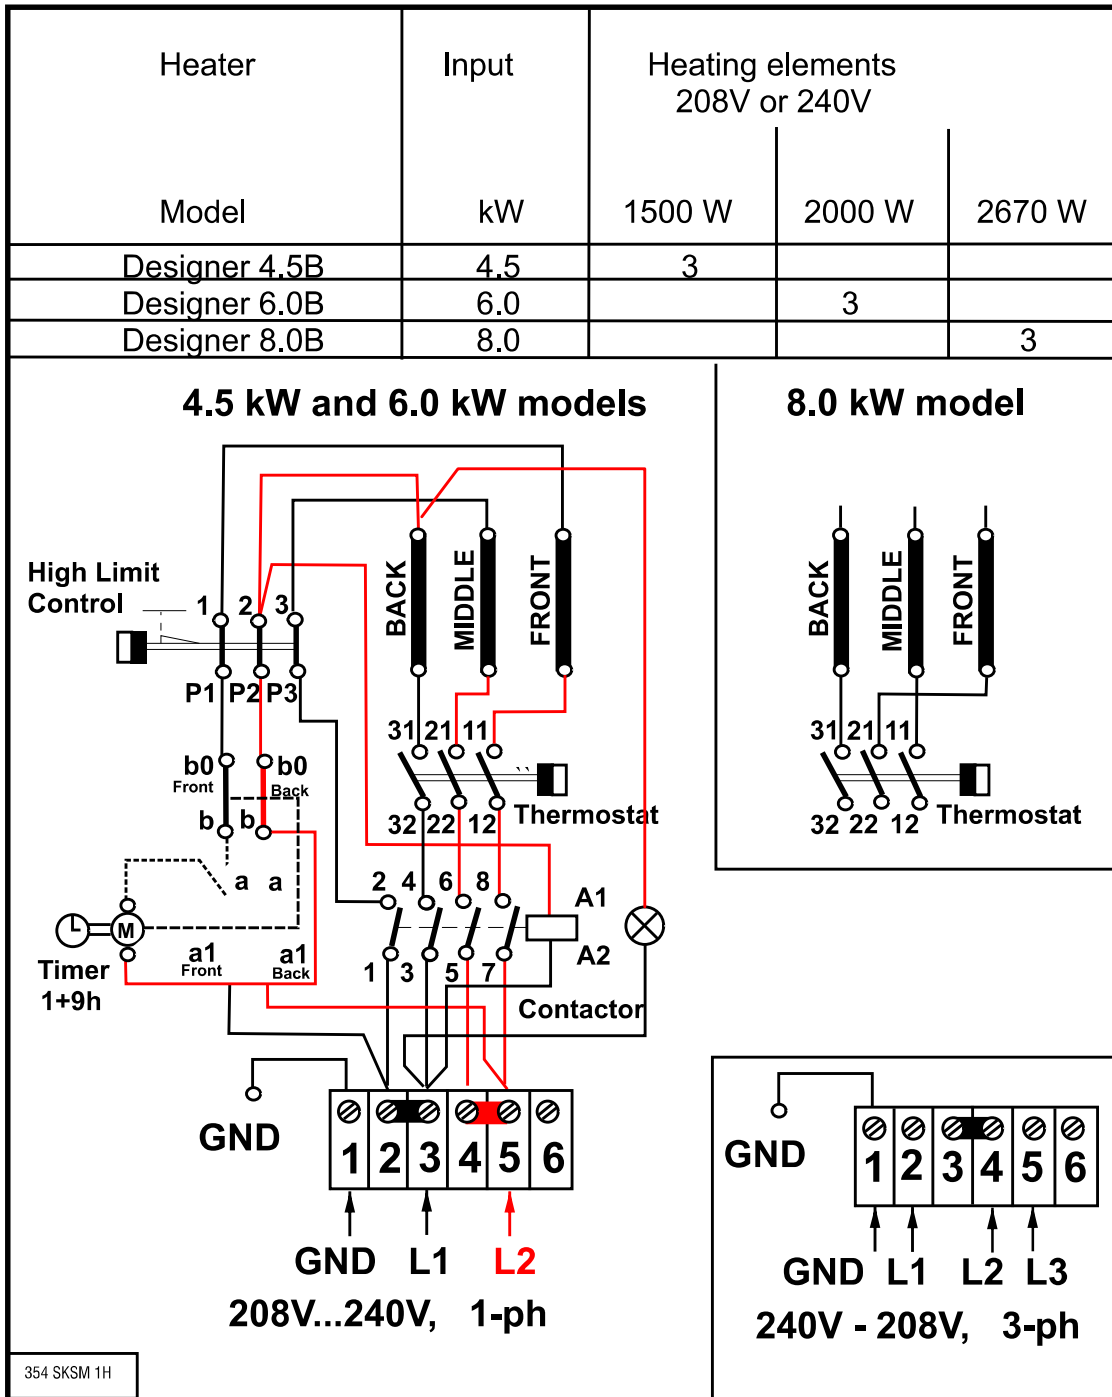 Heater Input Heating elements
208V or 240V
Model kW 1500 W 2000 W 2670 W
Designer 4.5B 4.5 3
Designer 6.0B 6.0 3
Designer 8.0B 8.0 3
4.5 kW and 6.0 kW models
8.0 kW model
High Limit
Control
1 2 3
P1 P2 P3
BACK
MIDDLE
FRONT
b0 b0
Front Back
b b
a a
M
a1 a1
Front Back
Timer
1+9h
31 21 11
Thermostat
32 22 12
2 4 6 8
A1
A2
1 3 5 7
Contactor
GND
1 2 3 4 5 6
GND L1 L2
208V...240V, 1-ph
BACK
MIDDLE
FRONT
31 21 11
Thermostat
32 22 12
GND
1 2 3 4 5 6
GND L1 L2 L3
240V - 208V, 3-ph
354 SKSM 1H